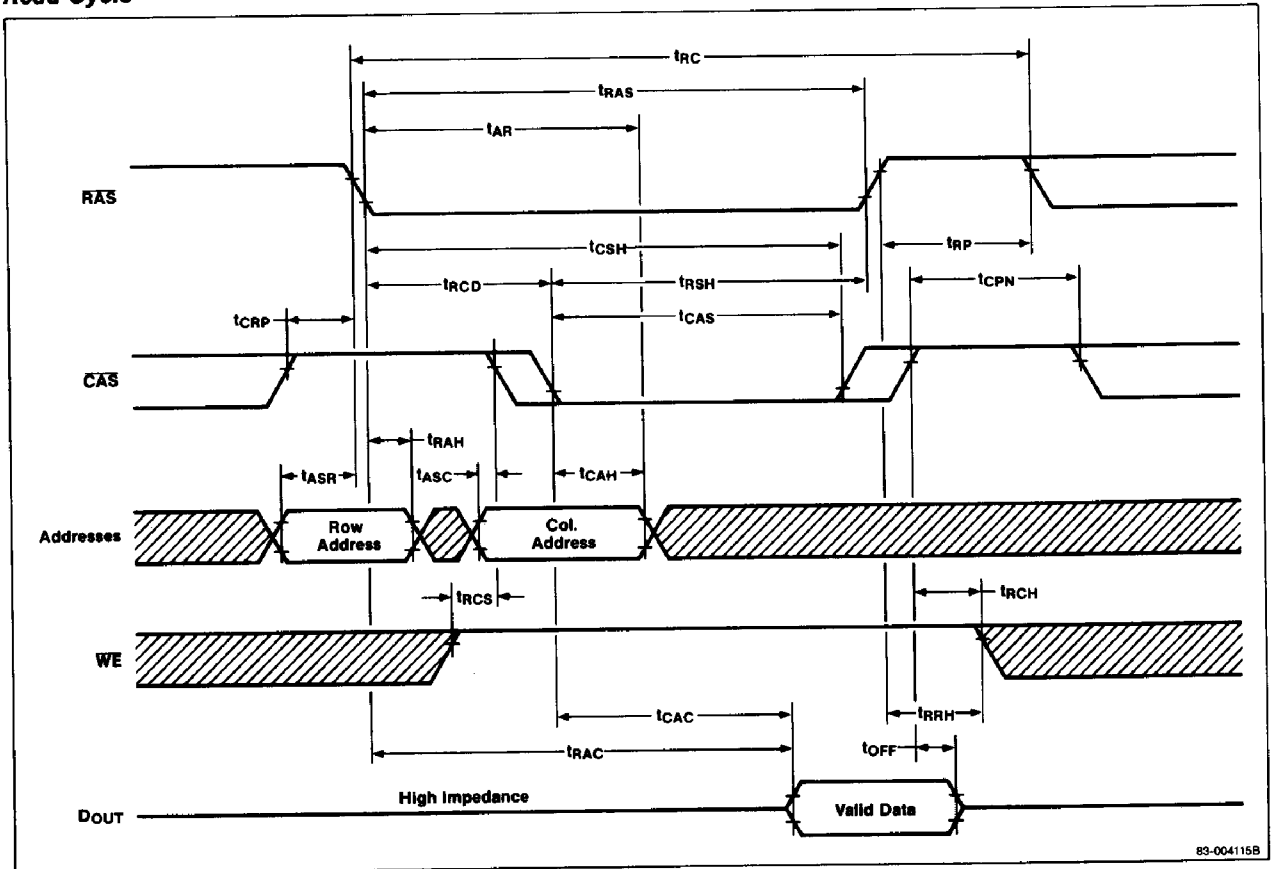 Read Cycle
tRC
tRAS
tAR
RAS
tCSH
tRP
tRCD
tRSH
tCPN
tCRP
tCAS
CAS
tRAH
tASR
tASC
tCAH
Addresses
Row
Address
Col.
Address
tRCS
tRCH
WE
tCAC
tRRH
tRAC
tOFF
High Impedance
DOUT
Valid Data
83-004115B